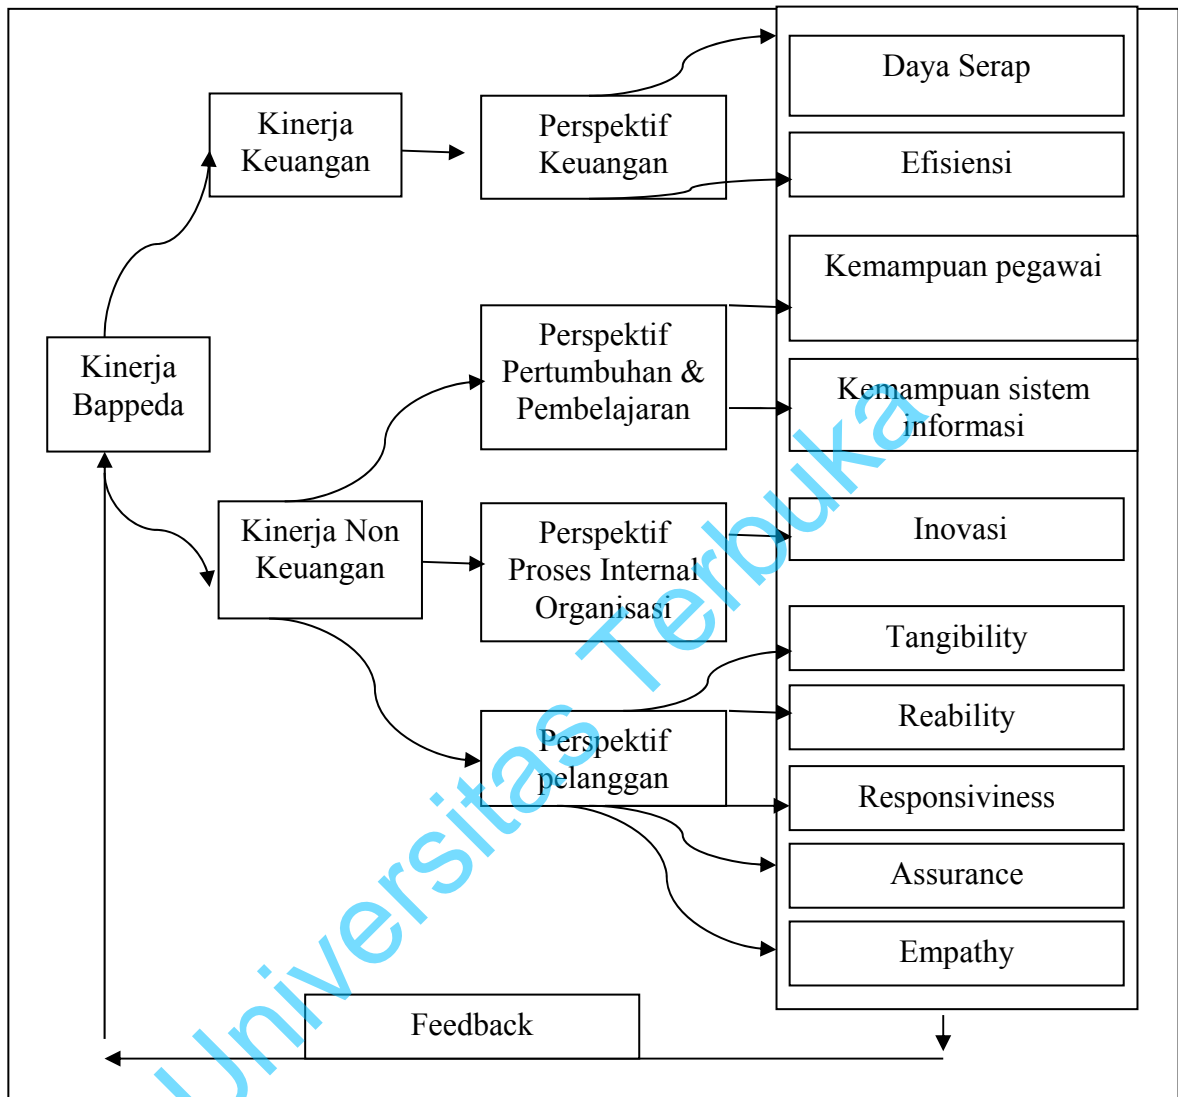 Daya Serap
Kinerja
Keuangan
Perspektif
Keuangan
Efisiensi
Kemampuan pegawai
Kinerja
Bappeda
Perspektif
Pertumbuhan &
Pembelajaran
Kemampuan sistem
informasi
Kinerja Non
Keuangan
Perspektif
Proses Internal
Organisasi
Inovasi
Tangibility
Reability
Perspektif
pelanggan
Responsiviness
Assurance
Empathy
Feedback
Universitas Terbuka